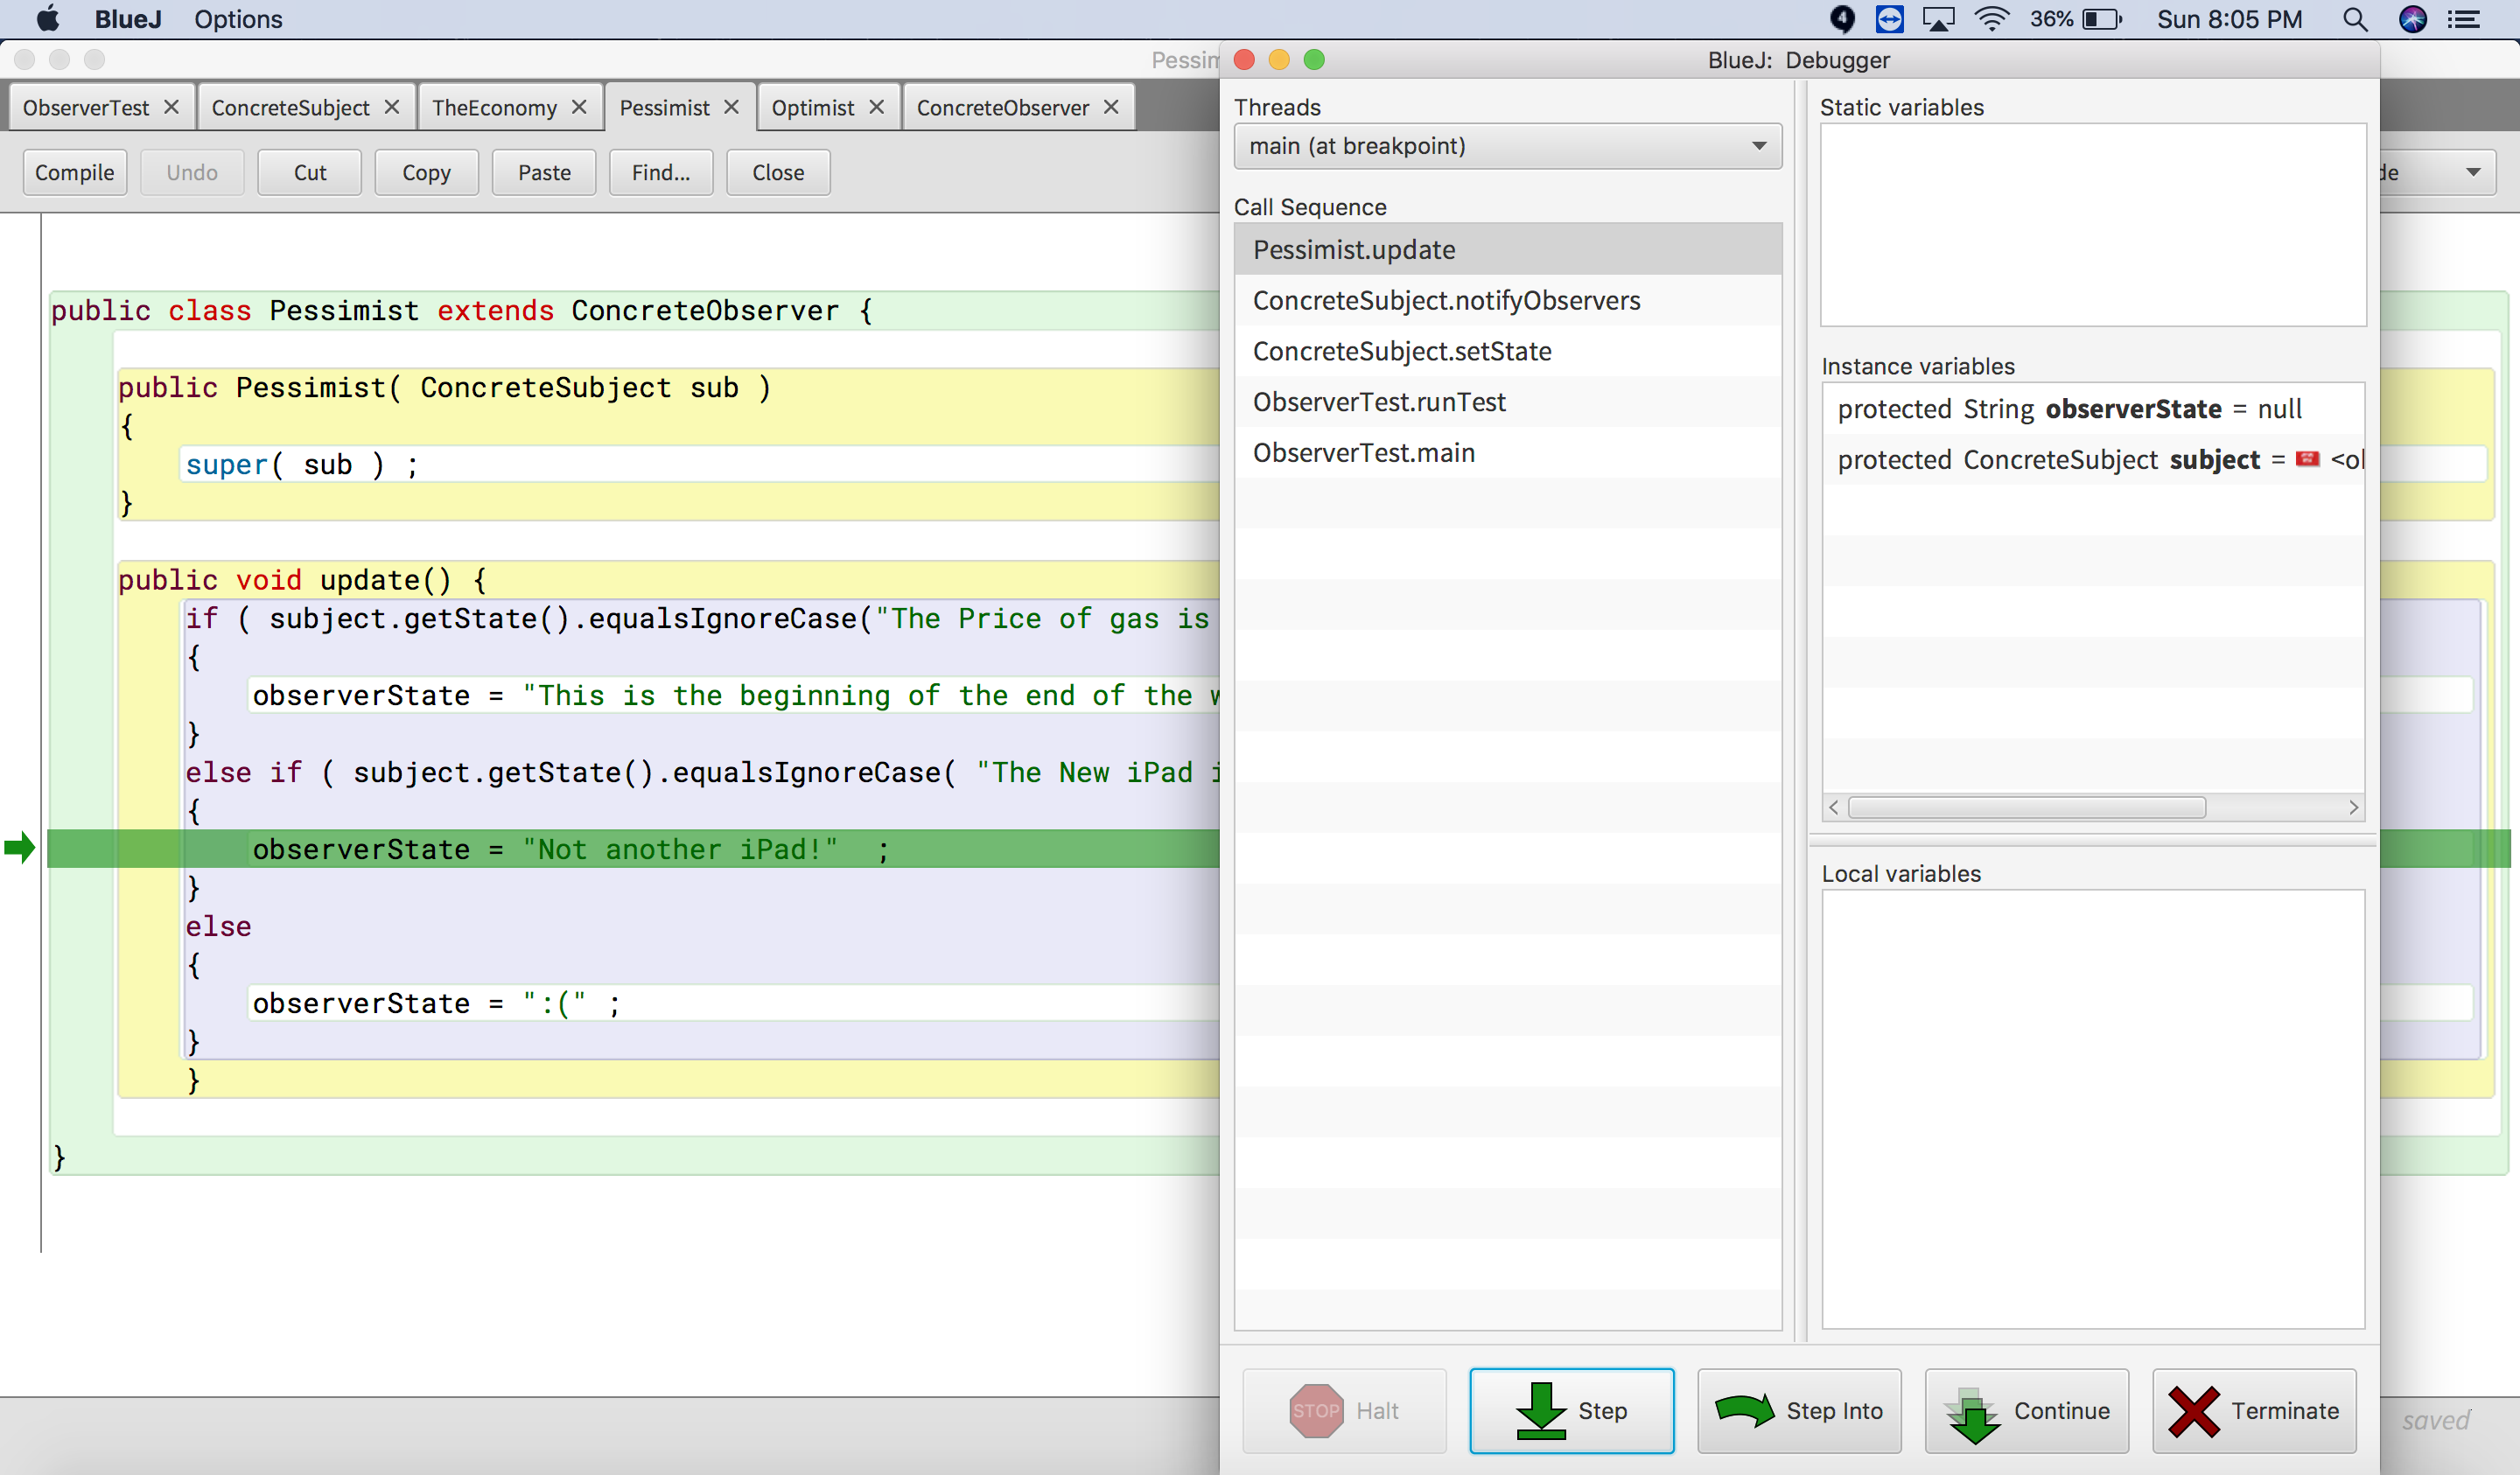 BlueJ Options 36% Sun 8:05 PM
BlueJ: Debugger
ObserverTest ConcreteSubject TheEconomy Pessimist Optimist ConcreteObserver
Compile Undo Cut Copy Paste Find... Close
public class Pessimist extends ConcreteObserver {
public Pessimist( ConcreteSubject sub )
{
super( sub ) ;
}
public void update() {
if ( subject.getState().equalsIgnoreCase("The Price of gas is
{
observerState = "This is the beginning of the end of the
}
else if ( subject.getState().equalsIgnoreCase( "The New iPad
{
observerState = "Not another iPad!" ;
}
else
{
observerState = ":(" ;
}
}
}
Threads
main (at breakpoint)
Call Sequence
Pessimist.update
ConcreteSubject.notifyObservers
ConcreteSubject.setState
ObserverTest.runTest
ObserverTest.main
Static variables
Instance variables
protected String observerState = null
protected ConcreteSubject subject =
Local variables
STOP Halt Step Step Into Continue Terminate
saved